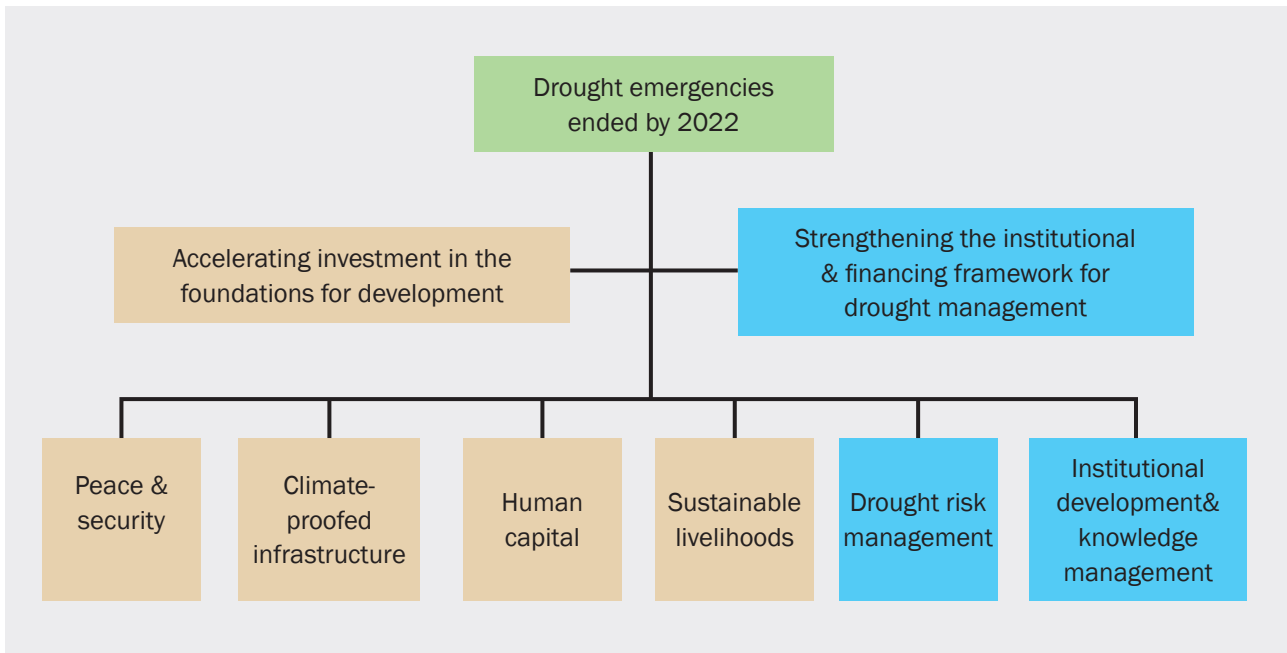 Drought emergencies
ended by 2022
Accelerating investment in the
foundations for development
Strengthening the institutional
& financing framework for
drought management
Peace &
security
Climate-
proofed
infrastructure
Human
capital
Sustainable
livelihoods
Drought risk
management
Institutional
development&
knowledge
management